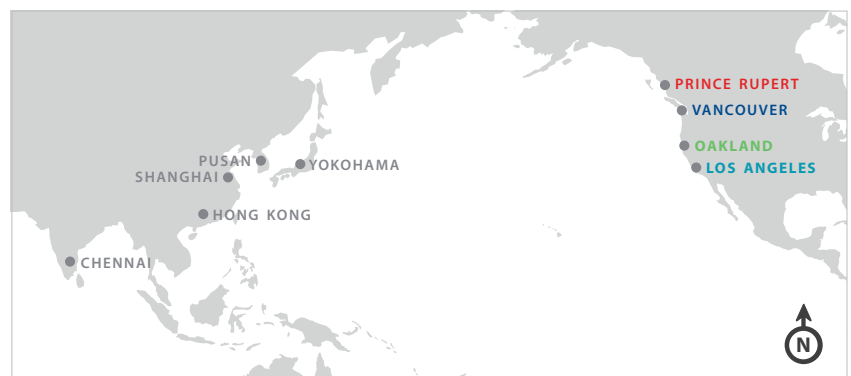 PRINCE RUPERT
VANCOUVER
OAKLAND
PUSAN
YOKOHAMA
LOS ANGELES
SHANGHAI
HONG KONG
CHENNAI
N